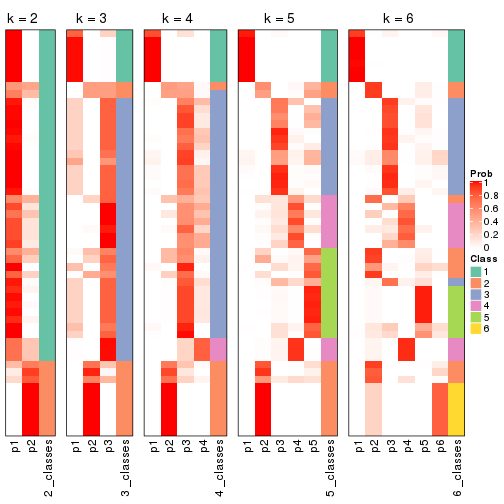 k = 2
k = 3
k = 4
k = 5
k = 6
Prob
1
0.8
0.6
0.4
0.2
0
Class
1
2
3
4
5
6
p1
p2
2_classes
p1
p2
p3
3_classes
p1
p2
p3
p4
4_classes
p1
p2
p3
p4
p5
5_classes
p1
p2
p3
p4
p5
p6
6_classes